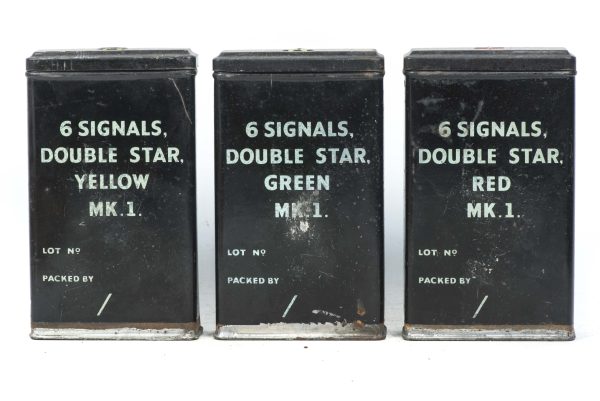 6 SIGNALS,
DOUBLE STAR,
YELLOW
MK.1.
LOT Nº
PACKED BY
/
6 SIGNALS,
DOUBLE STAR,
GREEN
MK.1.
LOT Nº
PACKED BY
/
6 SIGNALS,
DOUBLE STAR,
RED
MK.1.
LOT Nº
PACKED BY
/